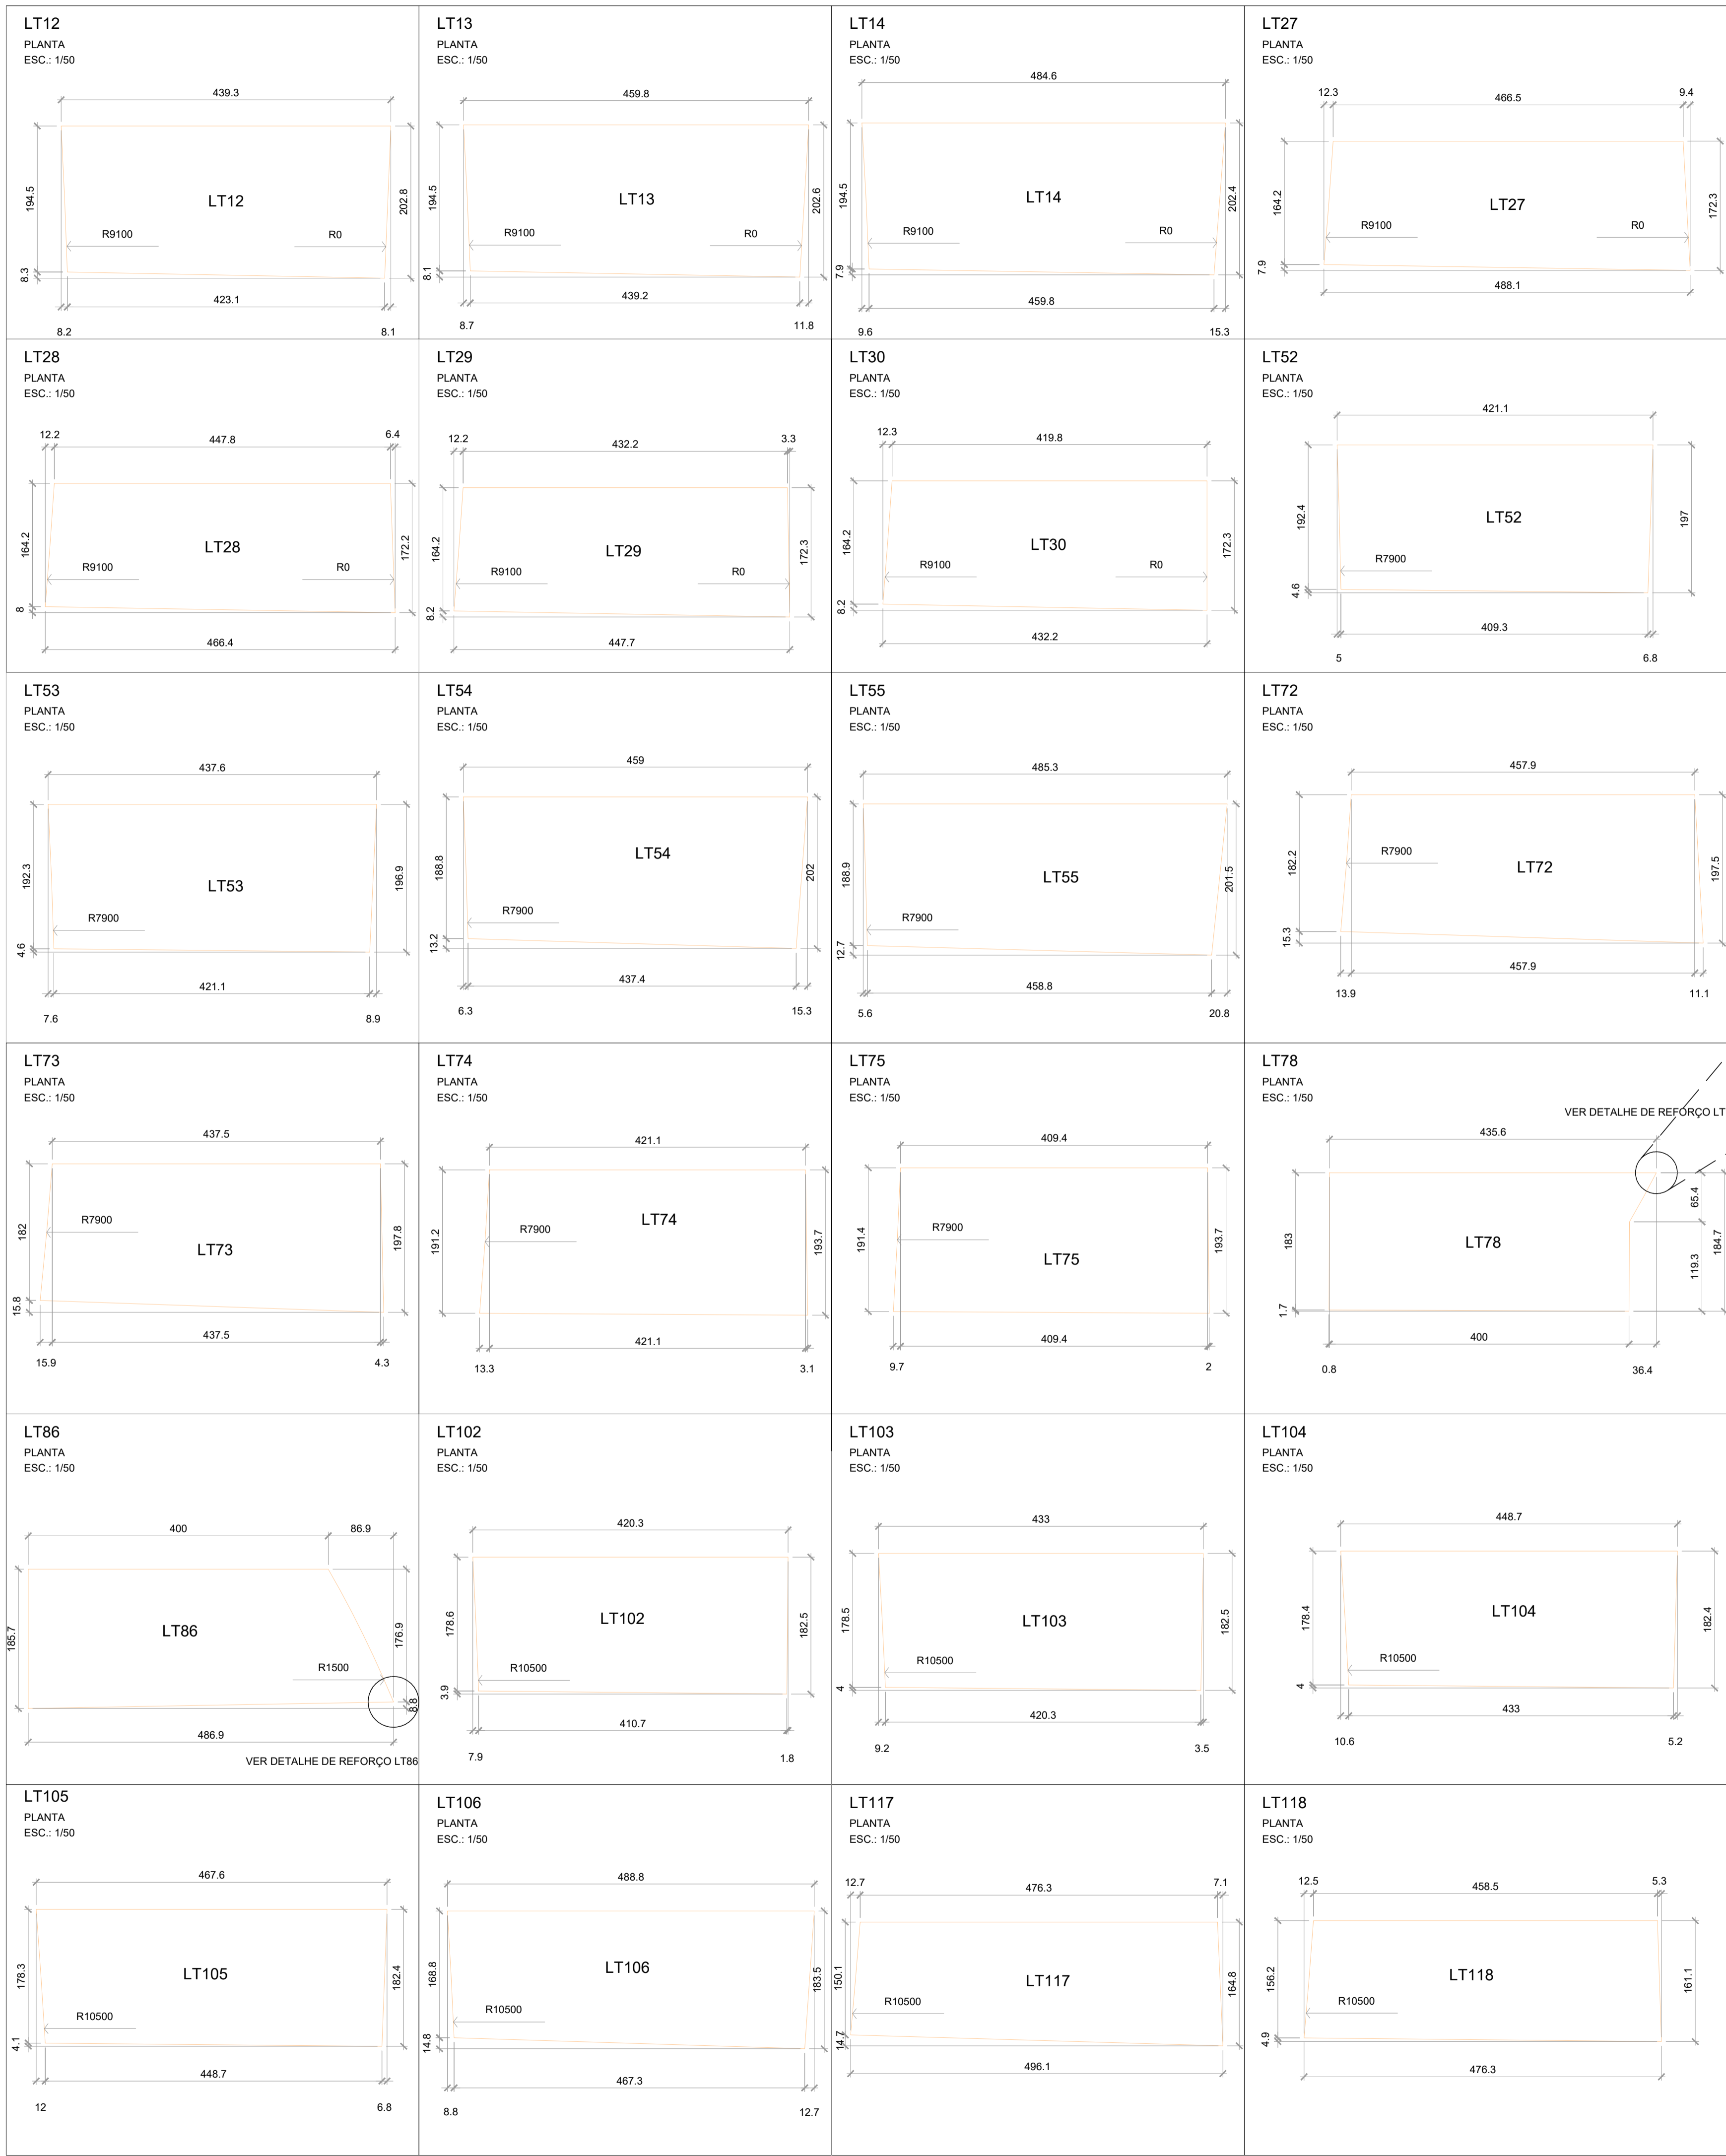 LT12
PLANTA
ESC.: 1/50
439.3
194.5
202.8
LT12
R9100
R0
8.3
423.1
8.2
8.1
LT13
PLANTA
ESC.: 1/50
459.8
194.5
202.6
LT13
R9100
R0
8.1
439.2
8.7
11.8
LT14
PLANTA
ESC.: 1/50
484.6
194.5
202.4
LT14
R9100
R0
7.9
459.8
9.6
15.3
LT27
PLANTA
ESC.: 1/50
12.3
466.5
9.4
164.2
172.3
LT27
R9100
R0
7.9
488.1
LT28
PLANTA
ESC.: 1/50
12.2
447.8
6.4
164.2
172.2
LT28
R9100
R0
8
466.4
LT29
PLANTA
ESC.: 1/50
12.2
432.2
3.3
164.2
172.3
LT29
R9100
R0
8.2
447.7
LT30
PLANTA
ESC.: 1/50
12.3
419.8
164.2
172.3
LT30
R9100
R0
8.2
432.2
LT52
PLANTA
ESC.: 1/50
421.1
192.4
197
LT52
R7900
4.6
409.3
5
6.8
LT53
PLANTA
ESC.: 1/50
437.6
192.3
196.9
LT53
R7900
4.6
421.1
7.6
8.9
LT54
PLANTA
ESC.: 1/50
459
188.8
202
LT54
R7900
13.2
437.4
6.3
15.3
LT55
PLANTA
ESC.: 1/50
485.3
188.9
201.5
LT55
R7900
12.7
458.8
5.6
20.8
LT72
PLANTA
ESC.: 1/50
457.9
182.2
197.5
R7900
LT72
15.3
457.9
13.9
11.1
LT73
PLANTA
ESC.: 1/50
437.5
182
197.8
R7900
LT73
15.8
437.5
15.9
4.3
LT74
PLANTA
ESC.: 1/50
421.1
191.2
193.7
LT74
R7900
421.1
13.3
3.1
LT75
PLANTA
ESC.: 1/50
409.4
191.4
193.7
R7900
LT75
409.4
9.7
2
LT78
PLANTA
ESC.: 1/50
VER DETALHE DE REFORÇO LT
435.6
65.4
183
LT78
119.3
184.7
1.7
400
0.8
36.4
LT86
PLANTA
ESC.: 1/50
400
86.9
185.7
176.9
LT86
R1500
8.8
486.9
VER DETALHE DE REFORÇO LT86
LT102
PLANTA
ESC.: 1/50
420.3
178.6
182.5
LT102
R10500
3.9
410.7
7.9
1.8
LT103
PLANTA
ESC.: 1/50
433
178.5
182.5
LT103
R10500
4
420.3
9.2
3.5
LT104
PLANTA
ESC.: 1/50
448.7
178.4
182.4
LT104
R10500
4
433
10.6
5.2
LT105
PLANTA
ESC.: 1/50
467.6
178.3
182.4
LT105
R10500
4.1
448.7
12
6.8
LT106
PLANTA
ESC.: 1/50
488.8
168.8
183.5
LT106
R10500
14.8
467.3
8.8
12.7
LT117
PLANTA
ESC.: 1/50
12.7
476.3
7.1
150.1
164.8
LT117
R10500
14.7
496.1
LT118
PLANTA
ESC.: 1/50
12.5
458.5
5.3
156.2
161.1
LT118
R10500
4.9
476.3